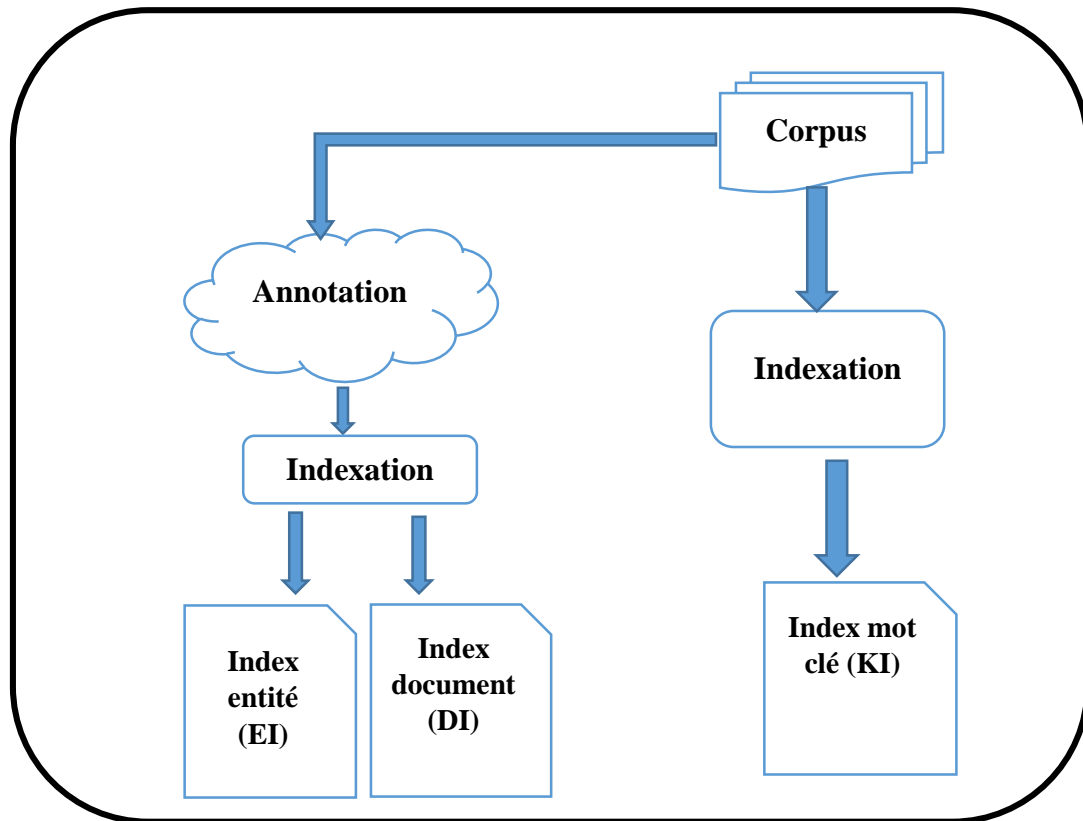 Corpus
Annotation
Indexation
Indexation
Index
entité
(EI)
Index
document
(DI)
Index mot
clé (KI)